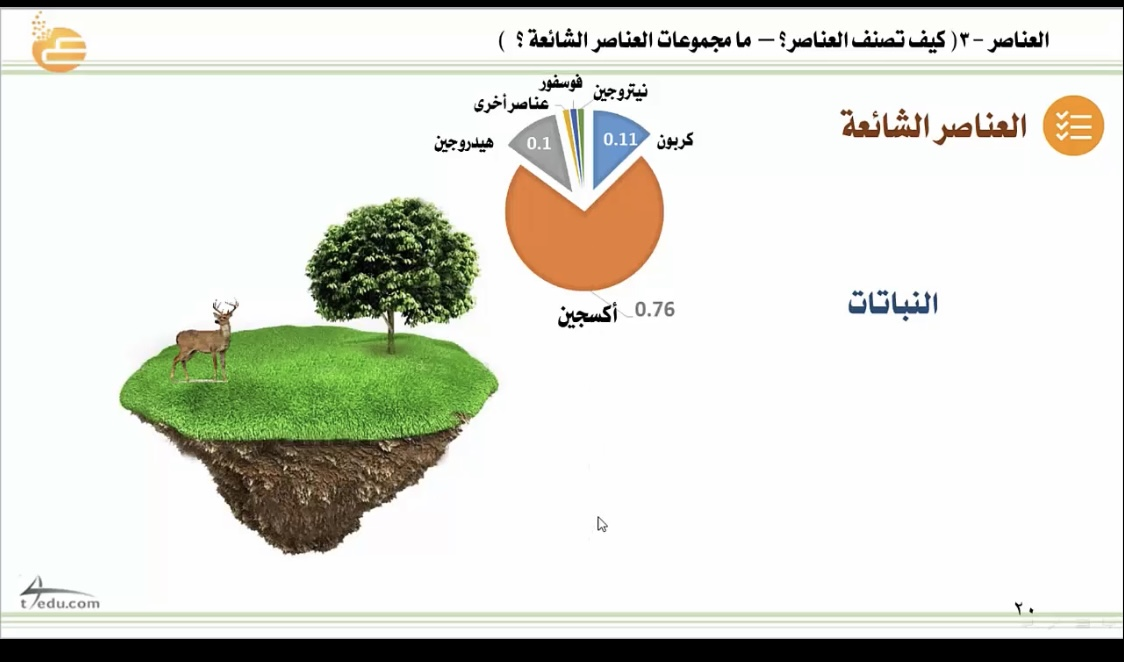 العناصر - ٣( كيف تصنف العناصر؟ – ما مجموعات العناصر الشائعة ؟ )
العناصر الشائعة
نيتروجين
فوسفور
عناصر أخرى
كربون
0.11
0.1
هيدروجين
النباتات
0.76
أكسجين
t4edu.com
٢٠